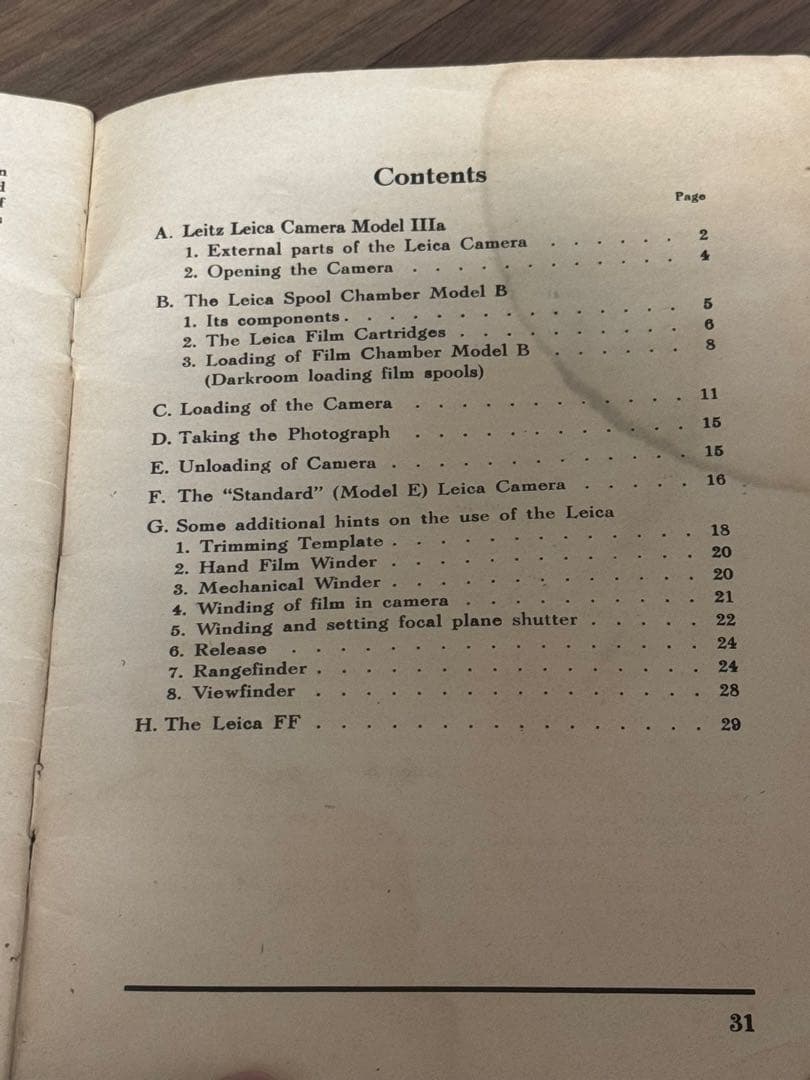 n
d
f
Contents
Page
A. Leitz Leica Camera Model IIIa
1. External parts of the Leica Camera . . . . . . 2
2. Opening the Camera . . . . . . . . . . . 4
B. The Leica Spool Chamber Model B
1. Its components . . . . . . . . . . . . . 5
2. The Leica Film Cartridges . . . . . . . . . 6
3. Loading of Film Chamber Model B . . . . . . 8
(Darkroom loading film spools)
C. Loading of the Camera . . . . . . . . . . . 11
D. Taking the Photograph . . . . . . . . . . . 15
E. Unloading of Camera . . . . . . . . . . . . 15
F. The “Standard” (Model E) Leica Camera . . . . . 16
G. Some additional hints on the use of the Leica
1. Trimming Template . . . . . . . . . . . . 18
2. Hand Film Winder . . . . . . . . . . . . 20
3. Mechanical Winder . . . . . . . . . . . . 20
4. Winding of film in camera . . . . . . . . . 21
5. Winding and setting focal plane shutter . . . . . 22
6. Release . . . . . . . . . . . . . . . 24
7. Rangefinder . . . . . . . . . . . . . . 24
8. Viewfinder . . . . . . . . . . . . . . 28
H. The Leica FF . . . . . . . . . . . . . . 29
31